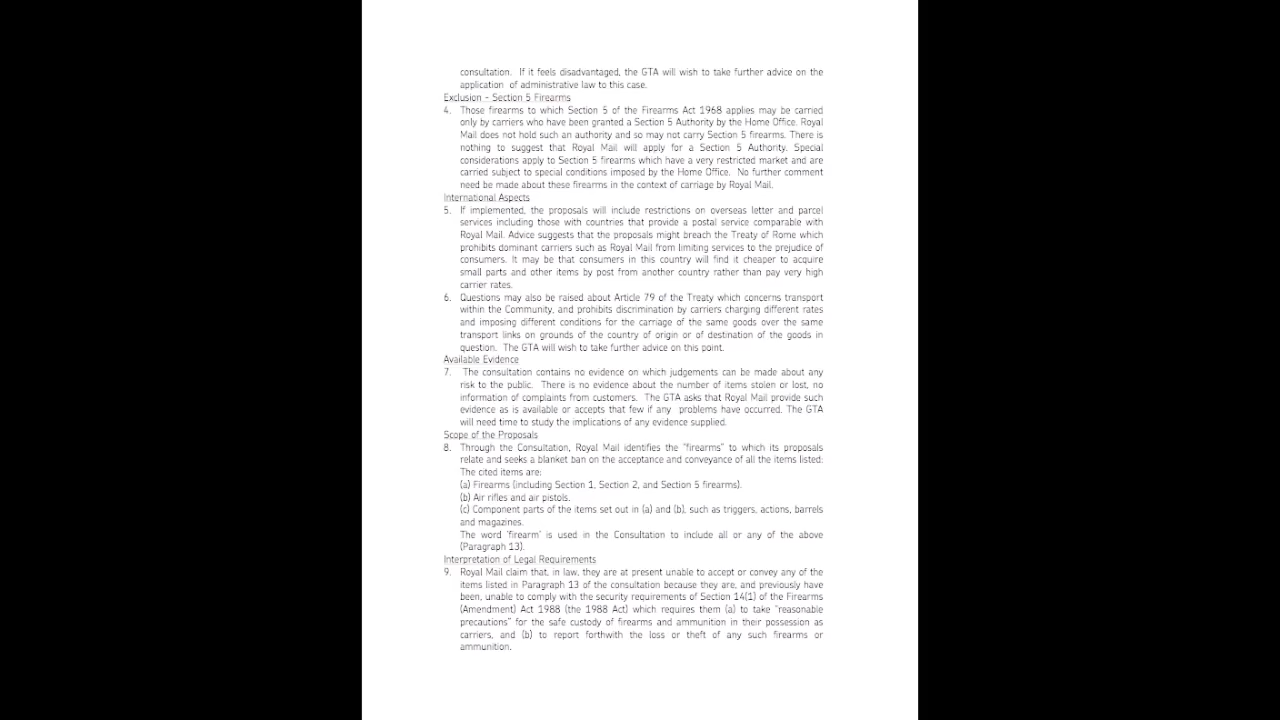 consultation. If it feels disadvantaged, the GTA will wish to take further advice on the
application of administrative law to this case.
Exclusion - Section 5 Firearms
4. Those firearms to which Section 5 of the Firearms Act 1968 applies may be carried
only by carriers who have been granted a Section 5 Authority by the Home Office. Royal
Mail does not hold such an authority and so may not carry Section 5 firearms. There is
nothing to suggest that Royal Mail will apply for a Section 5 Authority. Special
considerations apply to Section 5 firearms which have a very restricted market and are
carried subject to special conditions imposed by the Home Office. No further comment
need be made about these firearms in the context of carriage by Royal Mail.
International Aspects
5. If implemented, the proposals will include restrictions on overseas letter and parcel
services including those with countries that provide a postal service comparable with
Royal Mail. Advice suggests that the proposals might breach the Treaty of Rome which
prohibits dominant carriers such as Royal Mail from limiting services to the prejudice of
consumers. It may be that consumers in this country will find it cheaper to acquire
small parts and other items by post from another country rather than pay very high
carrier rates.
6. Questions may also be raised about Article 79 of the Treaty which concerns transport
within the Community, and prohibits discrimination by carriers charging different rates
and imposing different conditions for the carriage of the same goods over the same
transport links on grounds of the country of origin or of destination of the goods in
question. The GTA will wish to take further advice on this point.
Available Evidence
7. The consultation contains no evidence on which judgements can be made about any
risk to the public. There is no evidence about the number of items stolen or lost, no
information of complaints from customers. The GTA asks that Royal Mail provide such
evidence as is available or accepts that few if any problems have occurred. The GTA
will need time to study the implications of any evidence supplied.
Scope of the Proposals
8. Through the Consultation, Royal Mail identifies the "firearms" to which its proposals
relate and seeks a blanket ban on the acceptance and conveyance of all the items listed:
The cited items are:
(a) Firearms (including Section 1, Section 2, and Section 5 firearms).
(b) Air rifles and air pistols.
(c) Component parts of the items set out in (a) and (b), such as triggers, actions, barrels
and magazines.
The word 'firearm' is used in the Consultation to include all or any of the above
(Paragraph 13).
Interpretation of Legal Requirements
9. Royal Mail claim that, in law, they are at present unable to accept or convey any of the
items listed in Paragraph 13 of the consultation because they are, and previously have
been, unable to comply with the security requirements of Section 14(1) of the Firearms
(Amendment) Act 1988 (the 1988 Act) which requires them (a) to take "reasonable
precautions" for the safe custody of firearms and ammunition in their possession as
carriers, and (b) to report forthwith the loss or theft of any such firearms or
ammunition.